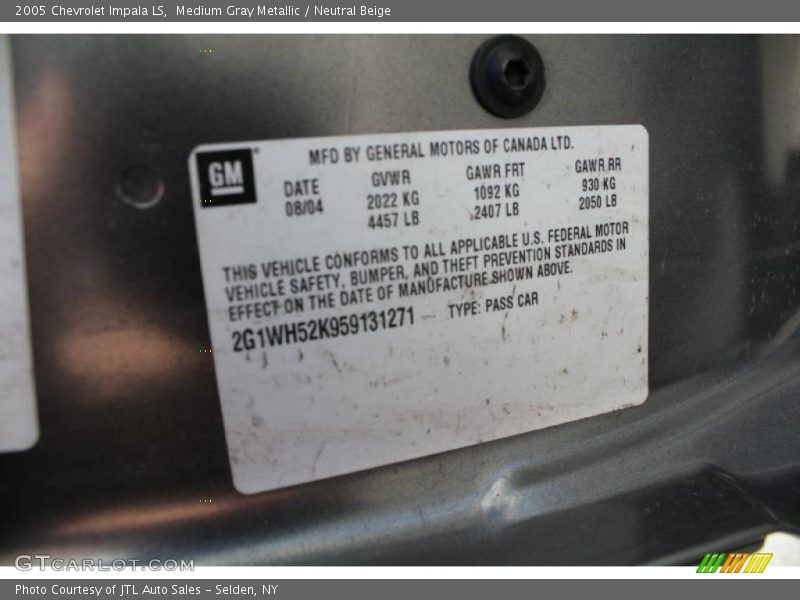 2005 Chevrolet Impala LS,  Medium Gray Metallic / Neutral Beige
GM
MFD BY GENERAL MOTORS OF CANADA LTD.
DATE GVWR GAWR FRT GAWR RR
08/04 2022 KG 1092 KG 930 KG
4457 LB 2407 LB 2050 LB
THIS VEHICLE CONFORMS TO ALL APPLICABLE U.S. FEDERAL MOTOR
VEHICLE SAFETY, BUMPER, AND THEFT PREVENTION STANDARDS IN
EFFECT ON THE DATE OF MANUFACTURE SHOWN ABOVE.
2G1WH52K959131271 TYPE: PASS CAR
GTCARLOT.COM
Photo Courtesy of JTL Auto Sales - Selden, NY